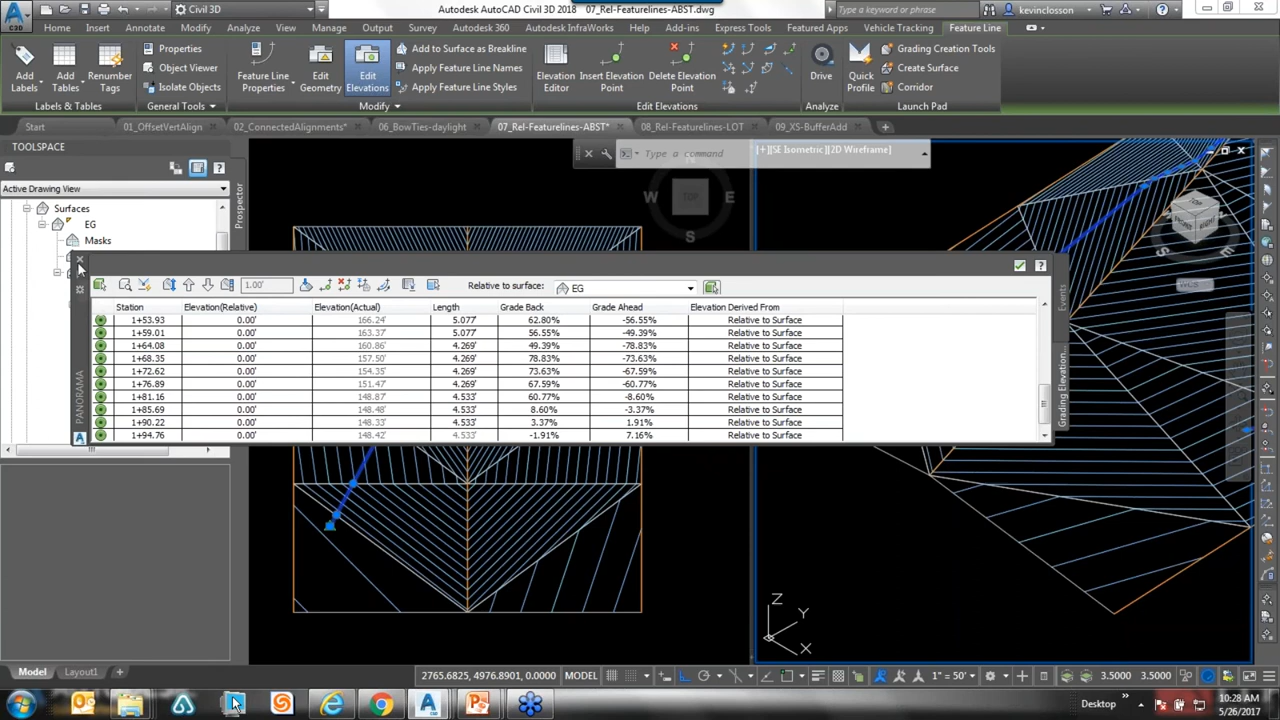 C3D
Civil 3D
Autodesk AutoCAD Civil 3D 2018 07_Rel-Featurelines-ABST.dwg
Type a keyword or phrase
kevinclosson
Home Insert Annotate Modify Analyze View Manage Output Survey Autodesk 360 Autodesk InfraWorks Help Add-ins Express Tools Featured Apps Vehicle Tracking Feature Line
Add Labels
Add Tables
Renumber Tags
Properties
Object Viewer
Isolate Objects
Feature Line Properties
Edit Geometry
Edit Elevations
Add to Surface as Breakline
Apply Feature Line Names
Apply Feature Line Styles
Elevation Editor
Insert Elevation Point
Delete Elevation Point
Drive
Quick Profile
Grading Creation Tools
Create Surface
Corridor
Labels & Tables General Tools Modify Edit Elevations Analyze Launch Pad
Start 01_OffsetVertAlign 02_ConnectedAlignments* 06_BowTies-daylight 07_Rel-Featurelines-ABST* 08_Rel-Featurelines-LOT 09_XS-BufferAdd
TOOLSPACE
Active Drawing View
Prospector
Surfaces
EG
Masks
Type a command
[+][SE Isometric][2D Wireframe]
W TOP E
S
TOP
S E
WCS
1.00'
Relative to surface: EG
Station Elevation(Relative) Elevation(Actual) Length Grade Back Grade Ahead Elevation Derived From
1+53.93 0.00' 166.24' 5.077' 62.80% -56.55% Relative to Surface
1+59.01 0.00' 163.37' 5.077' 56.55% -49.39% Relative to Surface
1+64.08 0.00' 160.86' 4.269' 49.39% -78.83% Relative to Surface
1+68.35 0.00' 157.50' 4.269' 78.83% -73.63% Relative to Surface
1+72.62 0.00' 154.35' 4.269' 73.63% -67.59% Relative to Surface
1+76.89 0.00' 151.47' 4.269' 67.59% -60.77% Relative to Surface
1+81.16 0.00' 148.87' 4.533' 60.77% -8.60% Relative to Surface
1+85.69 0.00' 148.48' 4.533' 8.60% -3.37% Relative to Surface
1+90.22 0.00' 148.33' 4.533' 3.37% 1.91% Relative to Surface
1+94.76 0.00' 148.42' 4.533' -1.91% 7.16% Relative to Surface
PANORAMA
Events
Grading Elevation...
Z
Y
X
Model Layout1
2765.6825, 4976.8901, 0.0000 MODEL 1" = 50' 3.5000 3.5000
Desktop
10:28 AM
5/26/2017